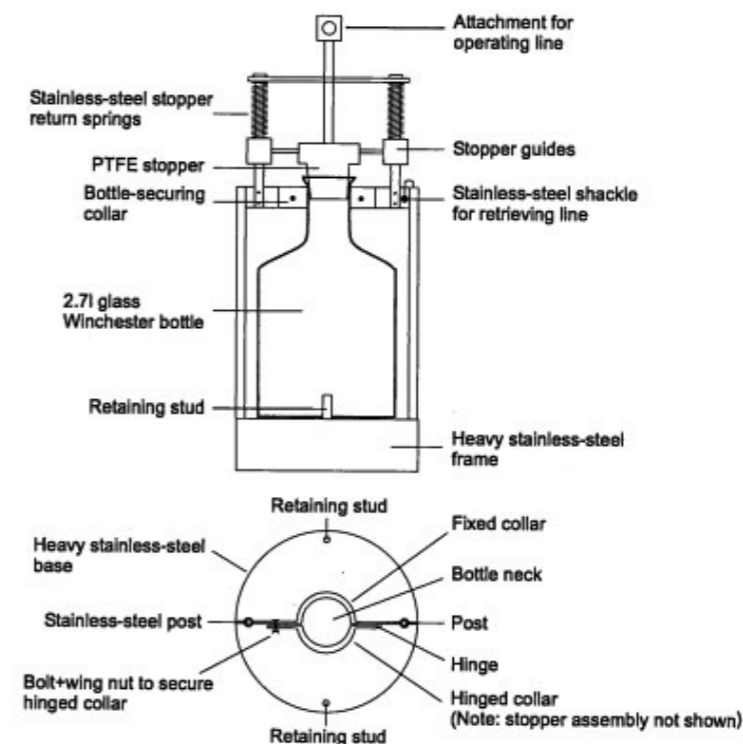 Attachment for
operating line
Stainless-steel stopper
return springs
Stopper guides
PTFE stopper
Bottle-securing
collar
Stainless-steel shackle
for retrieving line
2.7l glass
Winchester bottle
Retaining stud
Heavy stainless-steel
frame
Retaining stud
Fixed collar
Heavy stainless-steel
base
Bottle neck
Stainless-steel post
Post
Hinge
Bolt+wing nut to secure
hinged collar
Hinged collar
(Note: stopper assembly not shown)
Retaining stud